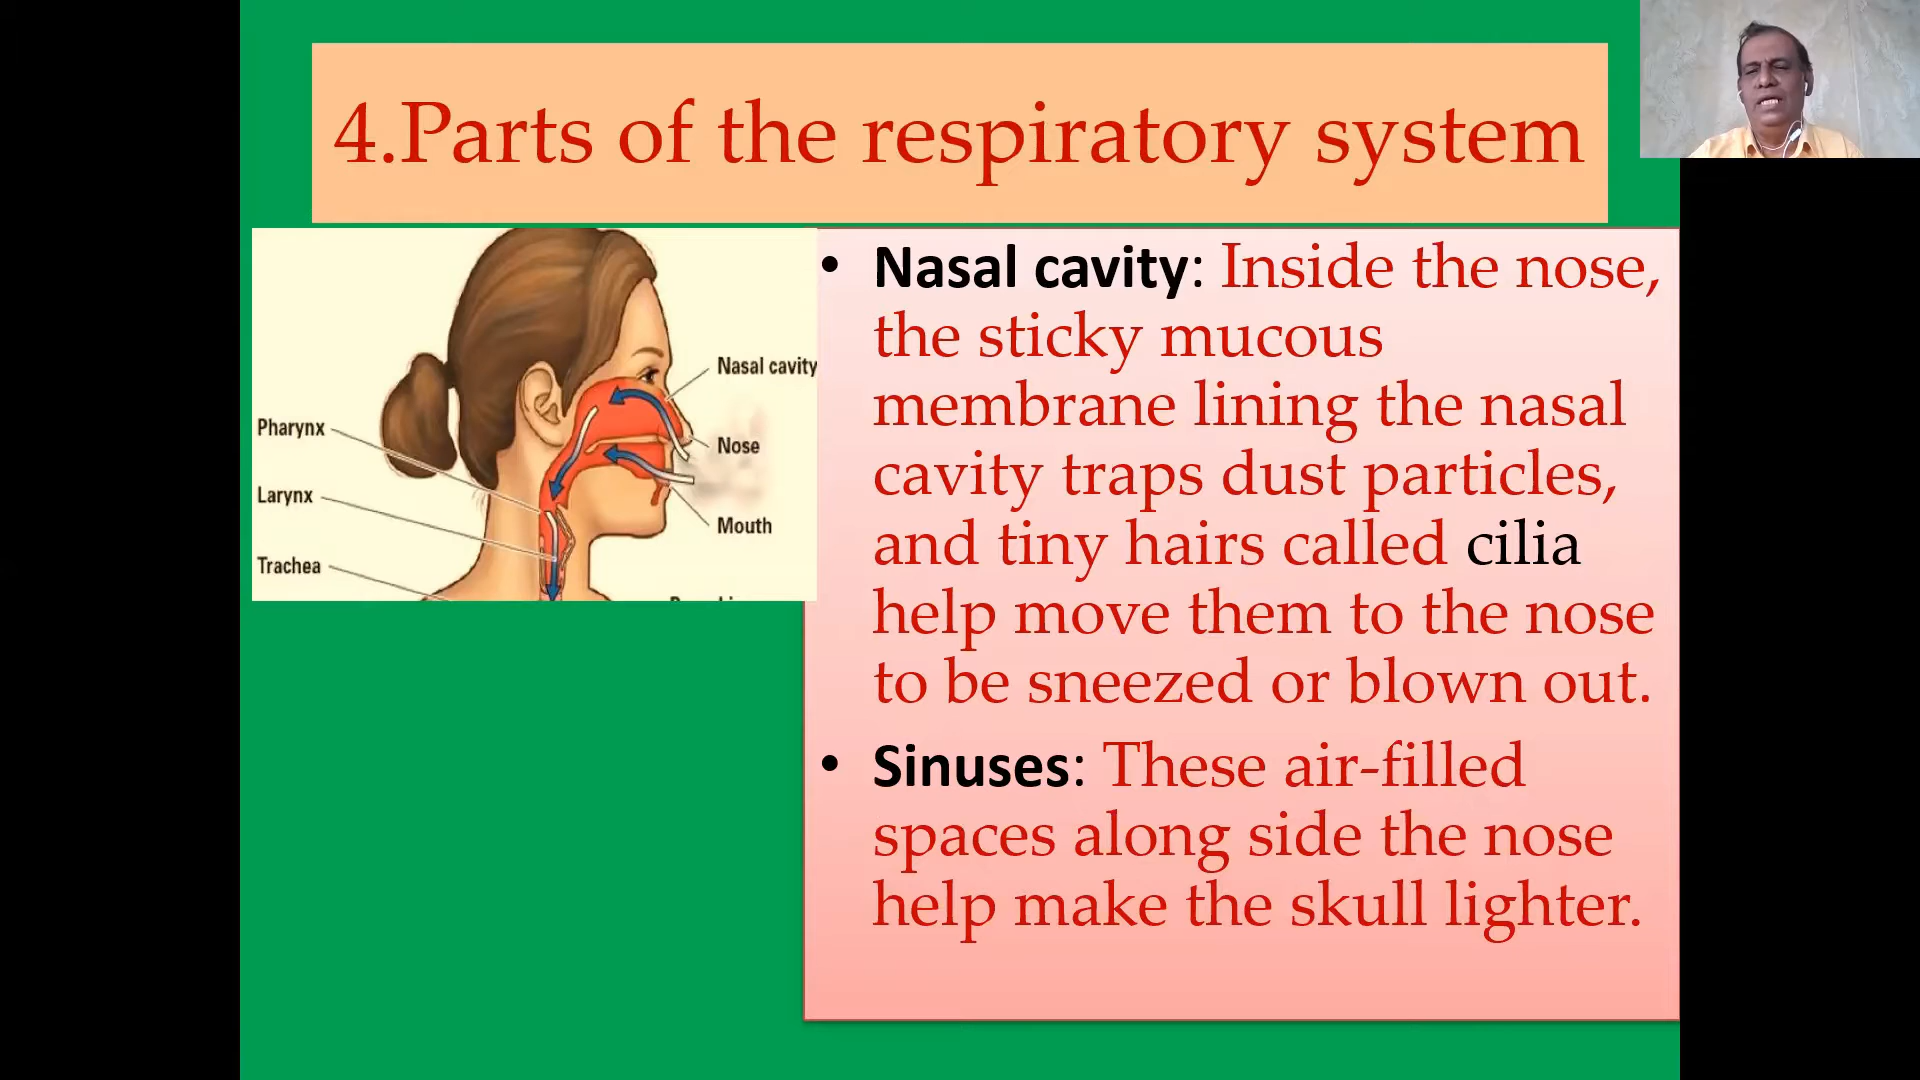 4.Parts of the respiratory system
Nasal cavity
Pharynx
Nose
Larynx
Mouth
Trachea
• Nasal cavity: Inside the nose,
the sticky mucous
membrane lining the nasal
cavity traps dust particles,
and tiny hairs called cilia
help move them to the nose
to be sneezed or blown out.
• Sinuses: These air-filled
spaces along side the nose
help make the skull lighter.